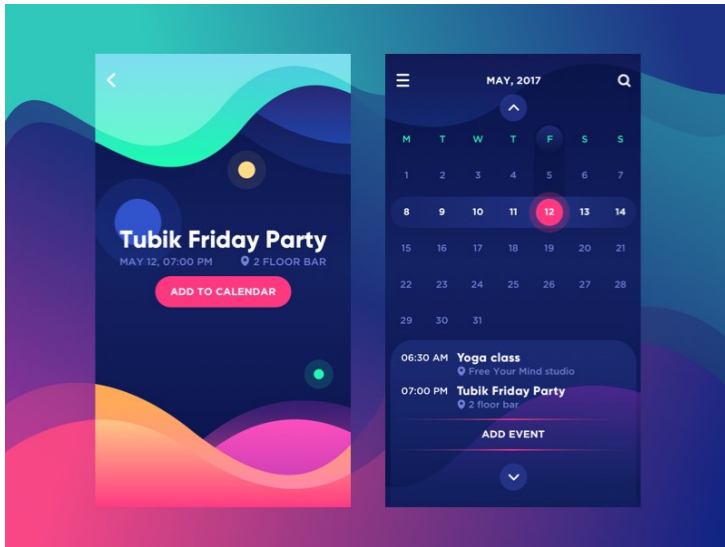 Tubik Friday Party
MAY 12, 07:00 PM 2 FLOOR BAR
ADD TO CALENDAR
MAY, 2017
M T W T F S S
1 2 3 4 5 6 7
8 9 10 11 12 13 14
15 16 17 18 19 20 21
22 23 24 25 26 27 28
29 30 31
06:30 AM Yoga class
Free Your Mind studio
07:00 PM Tubik Friday Party
2 floor bar
ADD EVENT